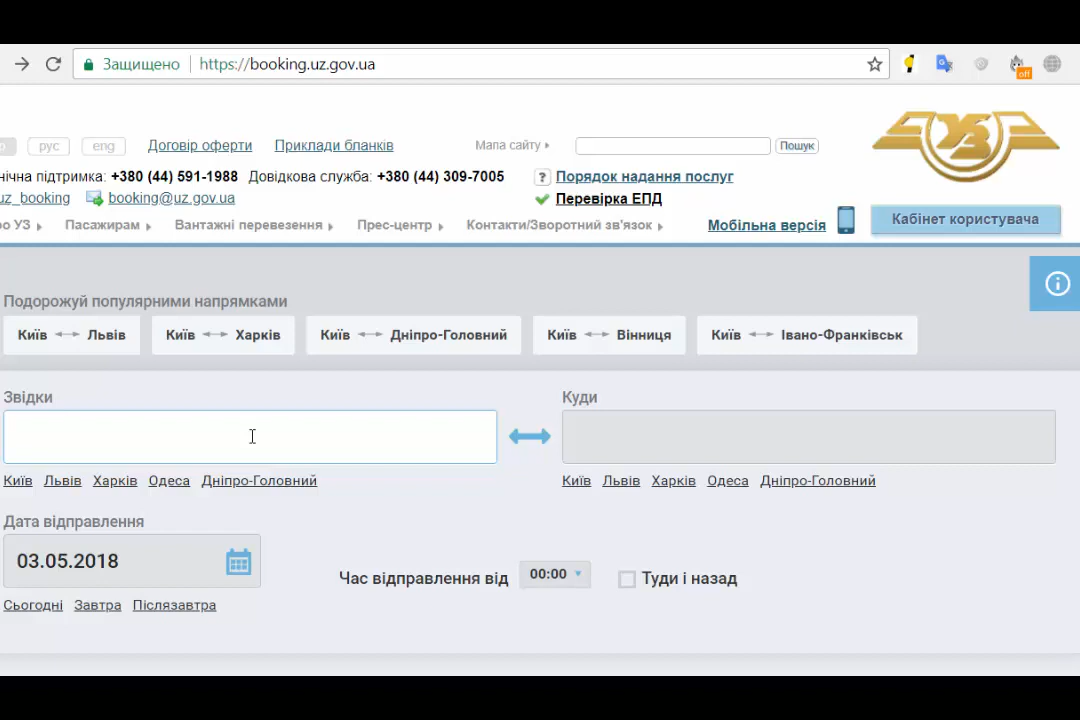 Защищено https://booking.uz.gov.ua
off
рус eng Договір оферти Приклади бланків Мапа сайту Пошук
УЗ
нічна підтримка: +380 (44) 591-1988 Довідкова служба: +380 (44) 309-7005 ? Порядок надання послуг
uz_booking booking@uz.gov.ua Перевірка ЕПД
ро УЗ Пасажирам Вантажні перевезення Прес-центр Контакти/Зворотний зв'язок Мобільна версія Кабінет користувача
Подорожуй популярними напрямками
Київ Львів Київ Харків Київ Дніпро-Головний Київ Вінниця Київ Івано-Франківськ
Звідки Куди
Київ Львів Харків Одеса Дніпро-Головний Київ Львів Харків Одеса Дніпро-Головний
Дата відправлення
03.05.2018 Час відправлення від 00:00 Туди і назад
Сьогодні Завтра Післязавтра